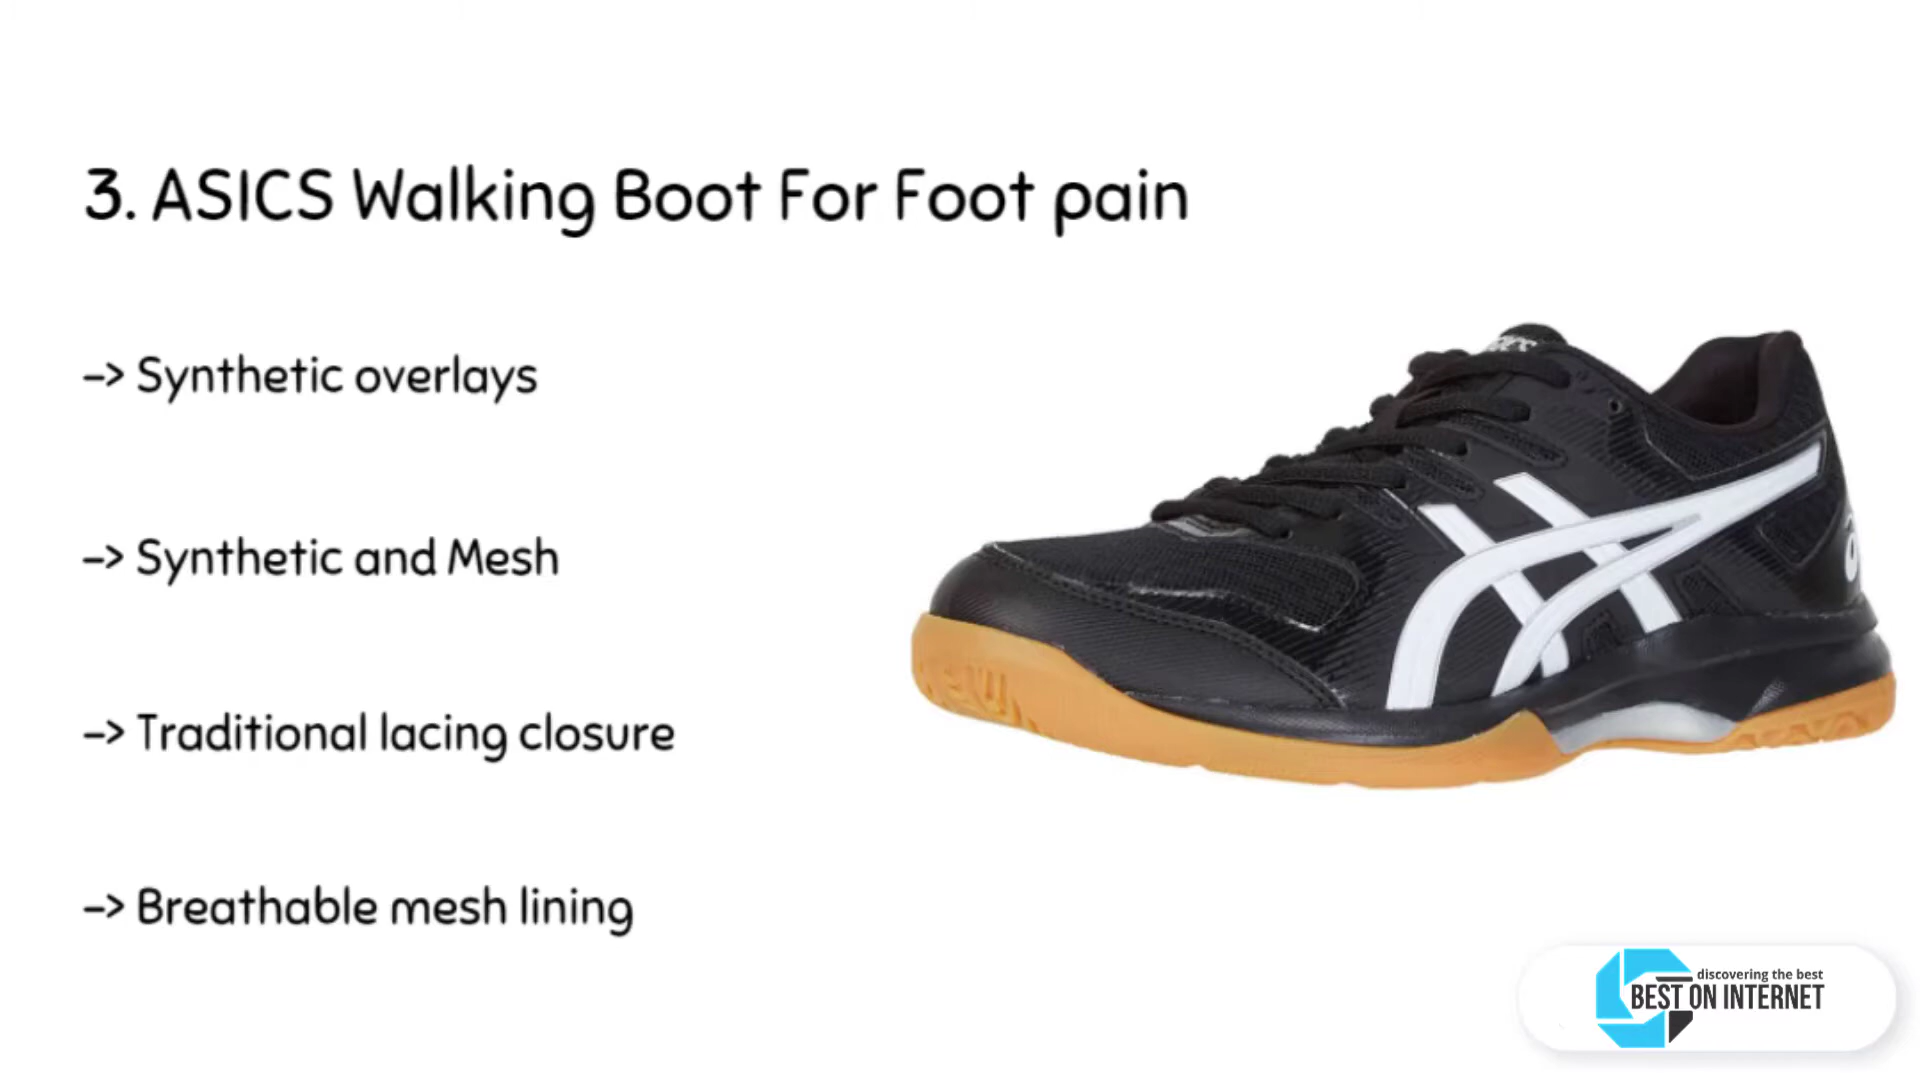 3. ASICS Walking Boot For Foot pain
-> Synthetic overlays
-> Synthetic and Mesh
-> Traditional lacing closure
-> Breathable mesh lining
discovering the best
BEST ON INTERNET